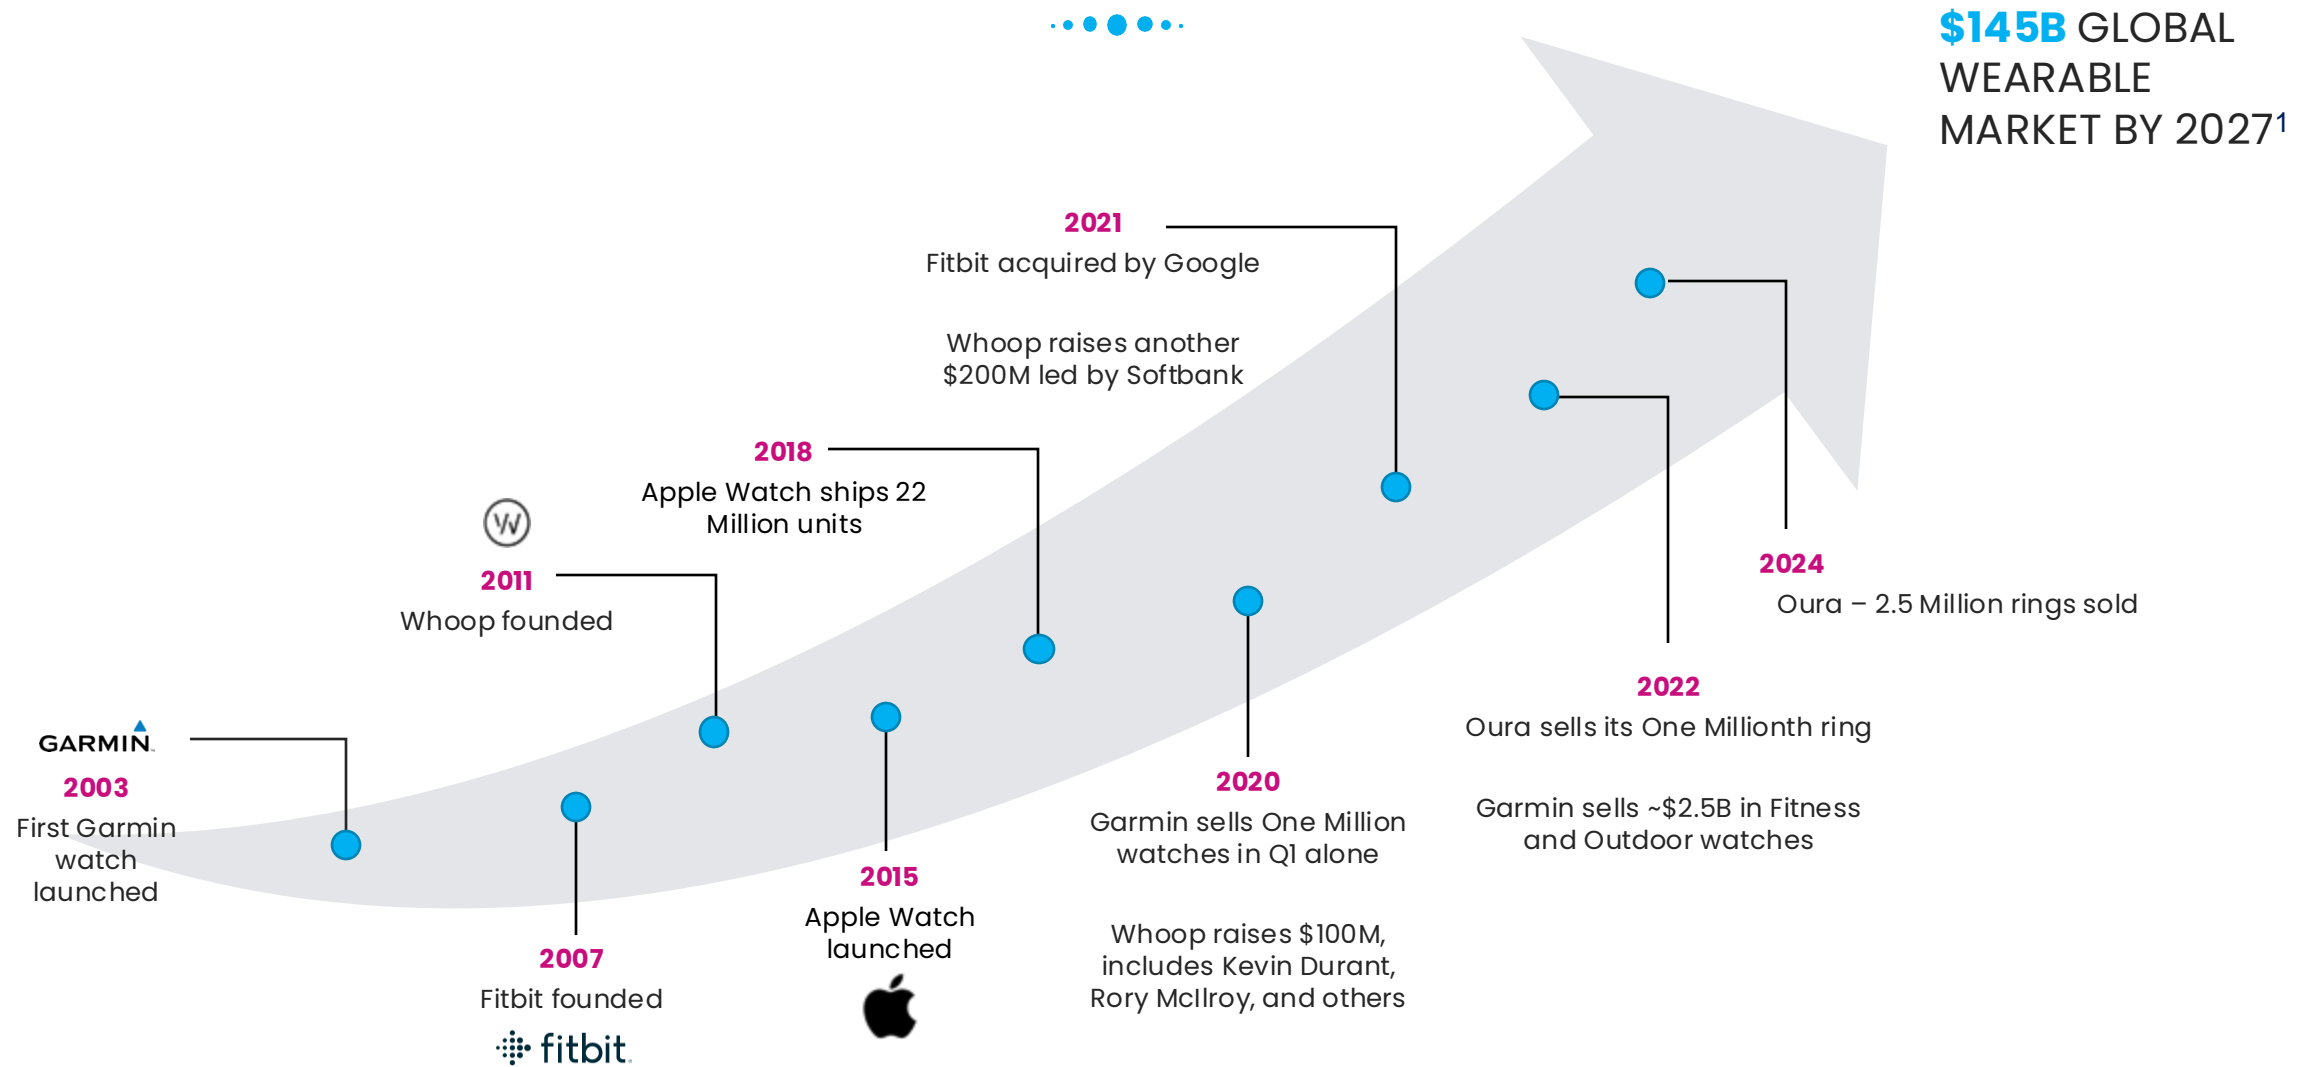 $145B GLOBAL
WEARABLE
MARKET BY 2027¹
2021
Fitbit acquired by Google
Whoop raises another
$200M led by Softbank
2018
Apple Watch ships 22
Million units
W
2011
Whoop founded
GARMIN
2003
First Garmin
watch
launched
2007
Fitbit founded
fitbit
2015
Apple Watch
launched
2020
Garmin sells One Million
watches in Q1 alone
Whoop raises $100M,
includes Kevin Durant,
Rory McIlroy, and others
2022
Oura sells its One Millionth ring
Garmin sells ~$2.5B in Fitness
and Outdoor watches
2024
Oura – 2.5 Million rings sold